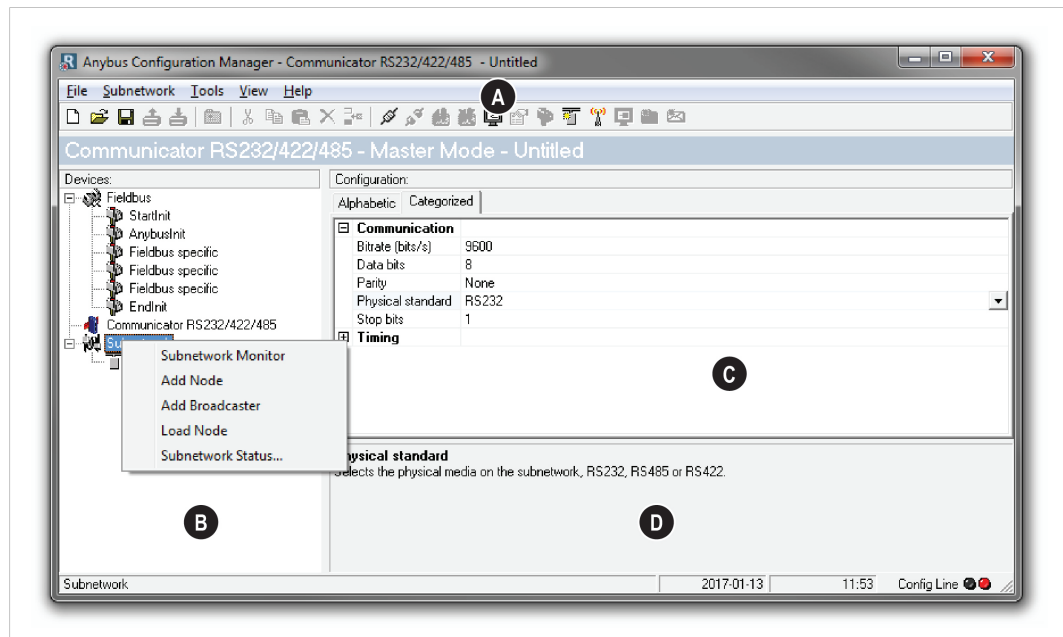 Anybus Configuration Manager - Communicator RS232/422/485 - Untitled
File Subnetwork Tools View Help
A
Communicator RS232/422/485 - Master Mode - Untitled
Devices:
Fieldbus
StartInit
AnybusInit
Fieldbus specific
Fieldbus specific
Fieldbus specific
EndInit
Communicator RS232/422/485
Subnetwork Monitor
Add Node
Add Broadcaster
Load Node
Subnetwork Status...
B
Configuration:
Alphabetic Categorized
Communication
Bitrate (bits/s) 9600
Data bits 8
Parity None
Physical standard RS232
Stop bits 1
Timing
C
ysical standard
elects the physical media on the subnetwork, RS232, RS485 or RS422.
D
Subnetwork 2017-01-13 11:53 Config Line